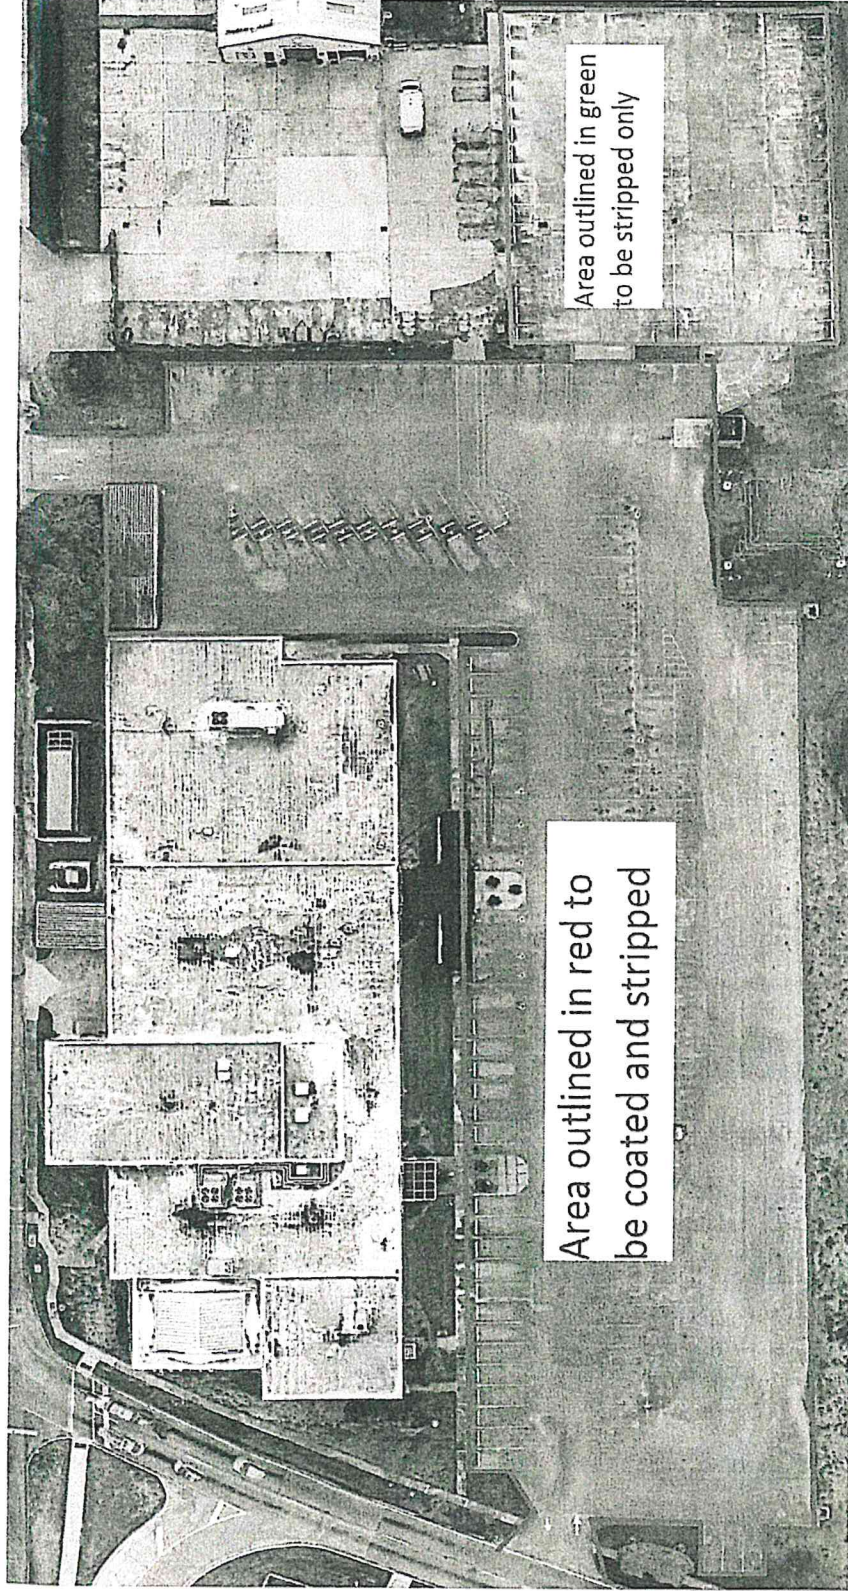 Area outlined in green
to be stripped only
Area outlined in red to
be coated and stripped